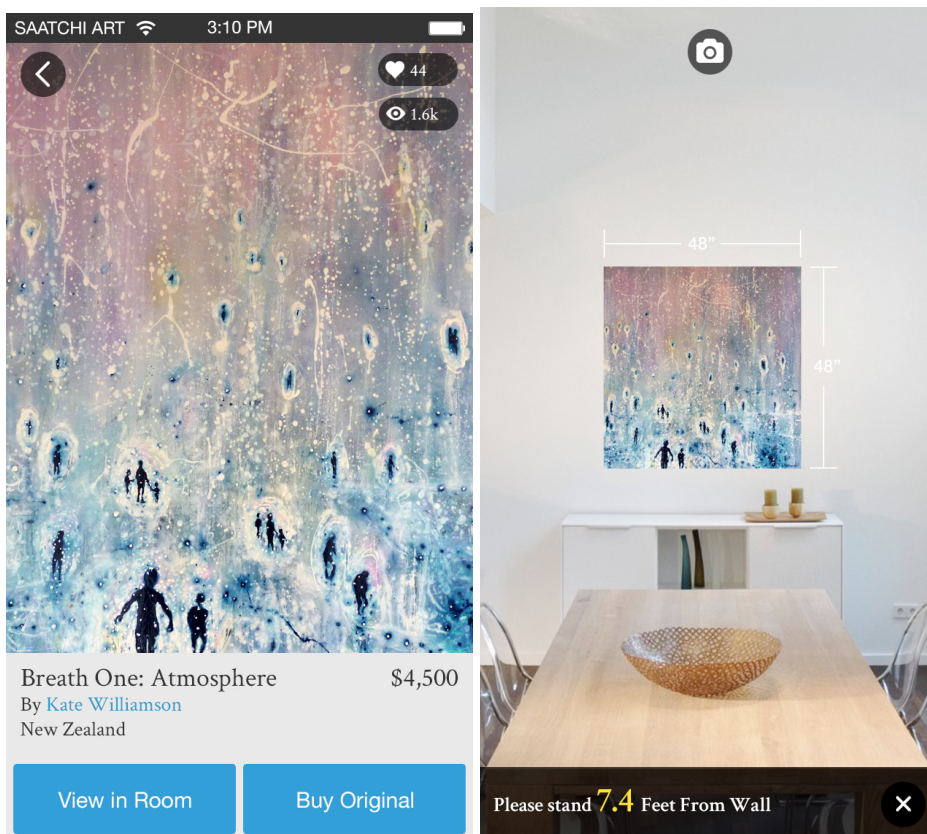 SAATCHI ART 3:10 PM
44
1.6k
Breath One: Atmosphere $4,500
By Kate Williamson
New Zealand
View in Room Buy Original
48”
48”
Please stand 7.4 Feet From Wall